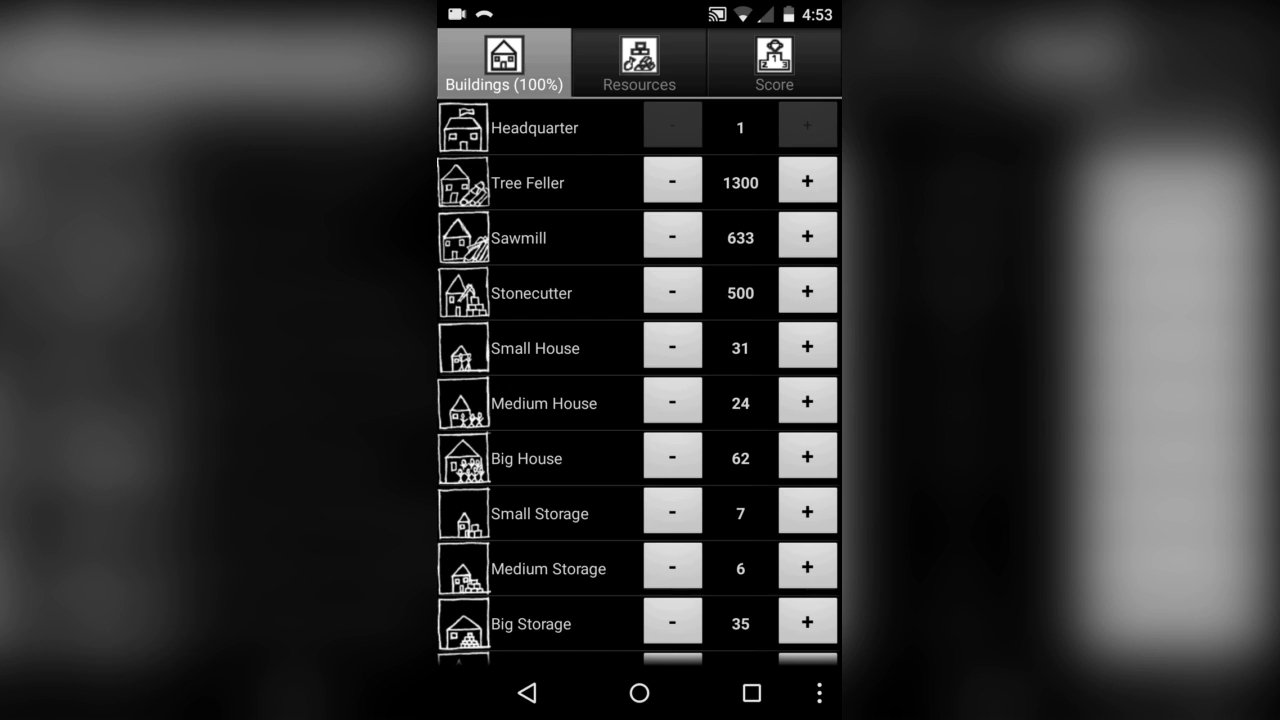 4:53
Buildings (100%)
Resources
Score
Headquarter - 1 +
Tree Feller - 1300 +
Sawmill - 633 +
Stonecutter - 500 +
Small House - 31 +
Medium House - 24 +
Big House - 62 +
Small Storage - 7 +
Medium Storage - 6 +
Big Storage - 35 +